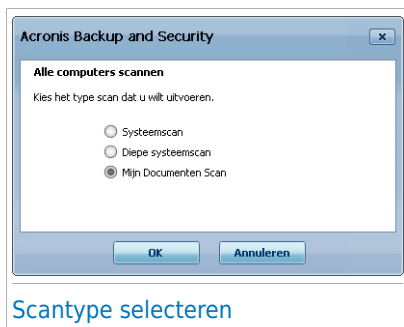 Acronis Backup and Security
Alle computers scannen
Kies het type scan dat u wilt uitvoeren.
Systeemscan
Diepe systeemscan
Mijn Documenten Scan
OK Annuleren
Scantype selecteren